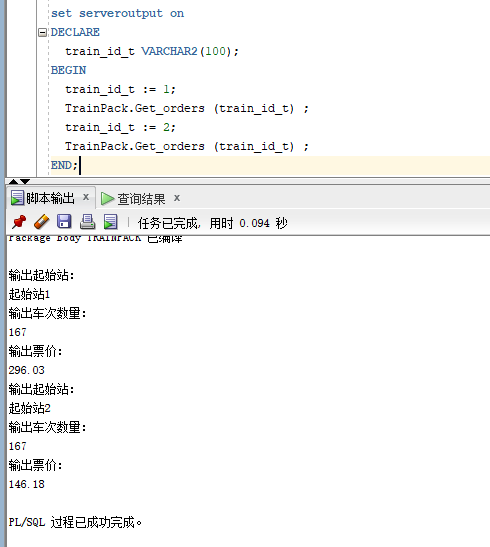 set serveroutput on
DECLARE
train_id_t VARCHAR2(100);
BEGIN
train_id_t := 1;
TrainPack.Get_orders (train_id_t) ;
train_id_t := 2;
TrainPack.Get_orders (train_id_t) ;
END;
脚本输出 x 查询结果 x
任务已完成, 用时 0.094 秒
Package Body TRAINPACK 已编译
输出起始站:
起始站1
输出车次数量:
167
输出票价:
296.03
输出起始站:
起始站2
输出车次数量:
167
输出票价:
146.18
PL/SQL 过程已成功完成。